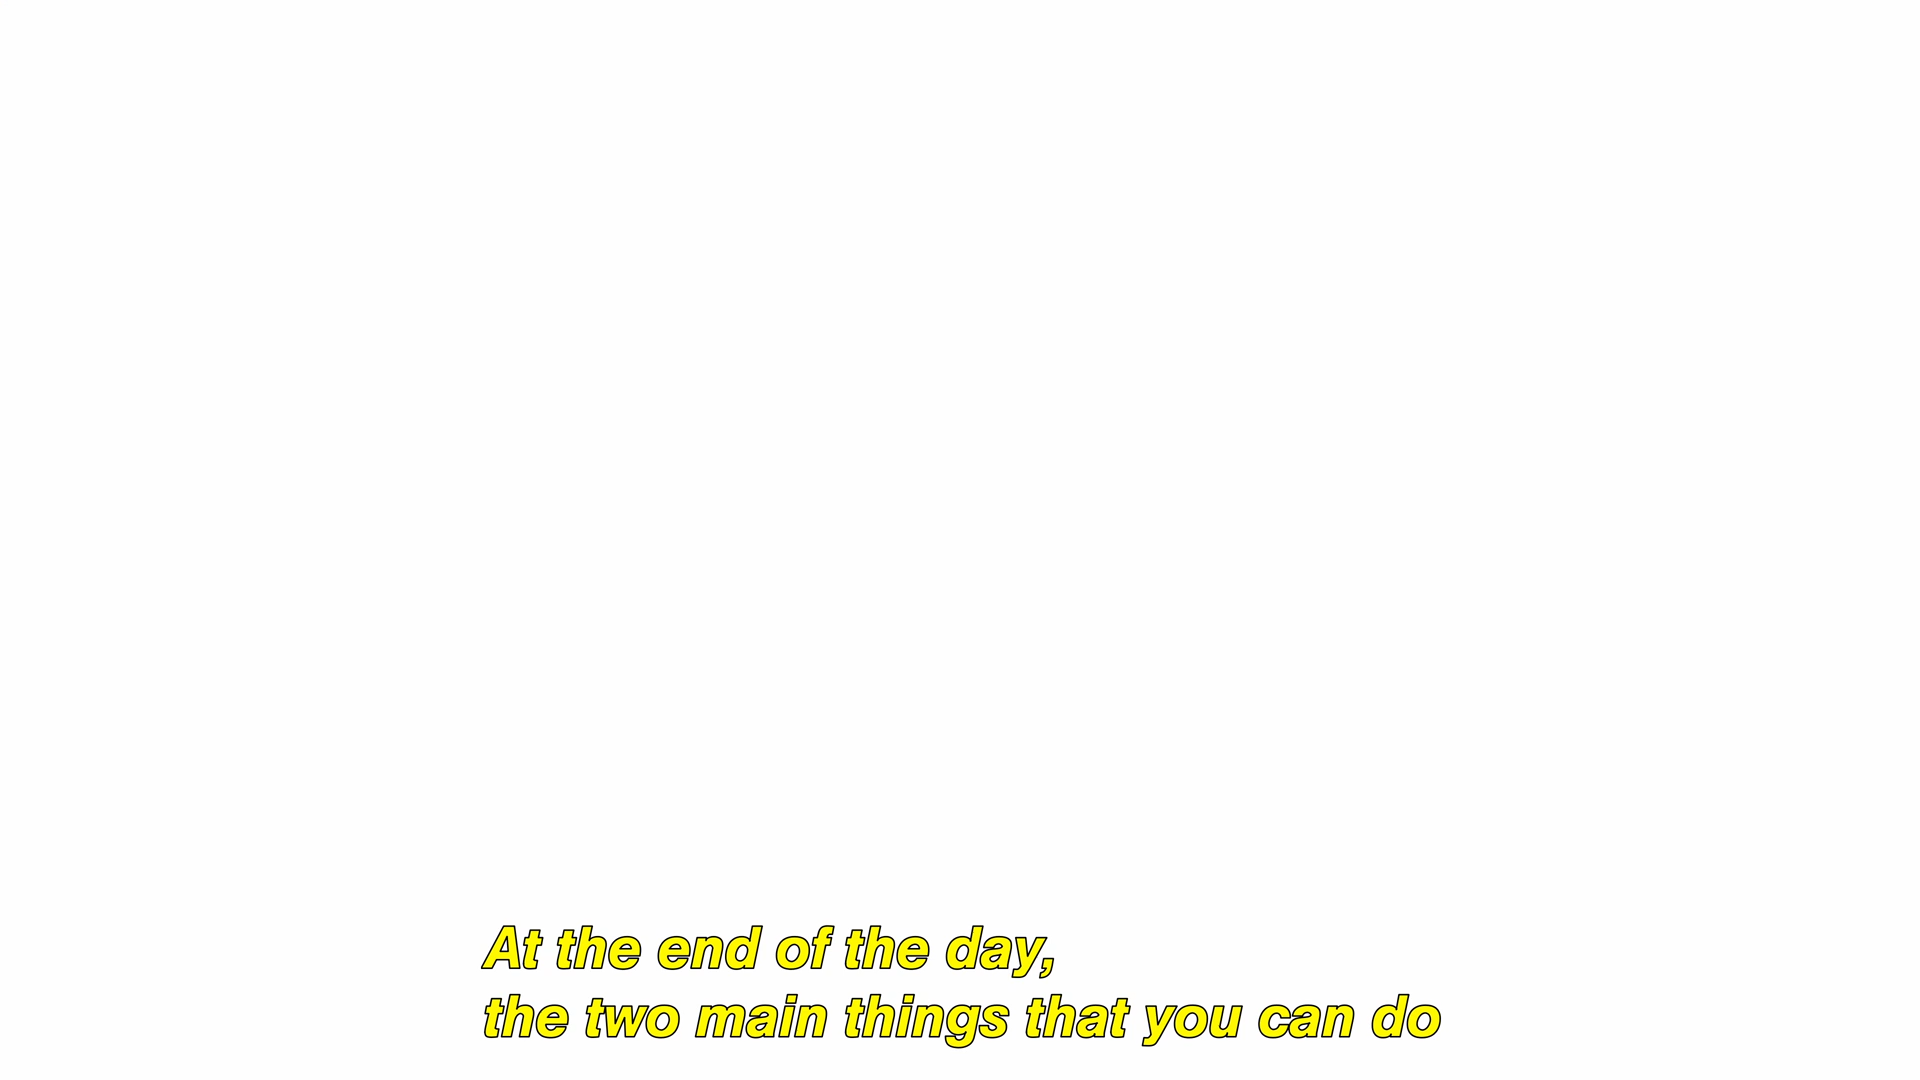 At the end of the day,
the two main things that you can do